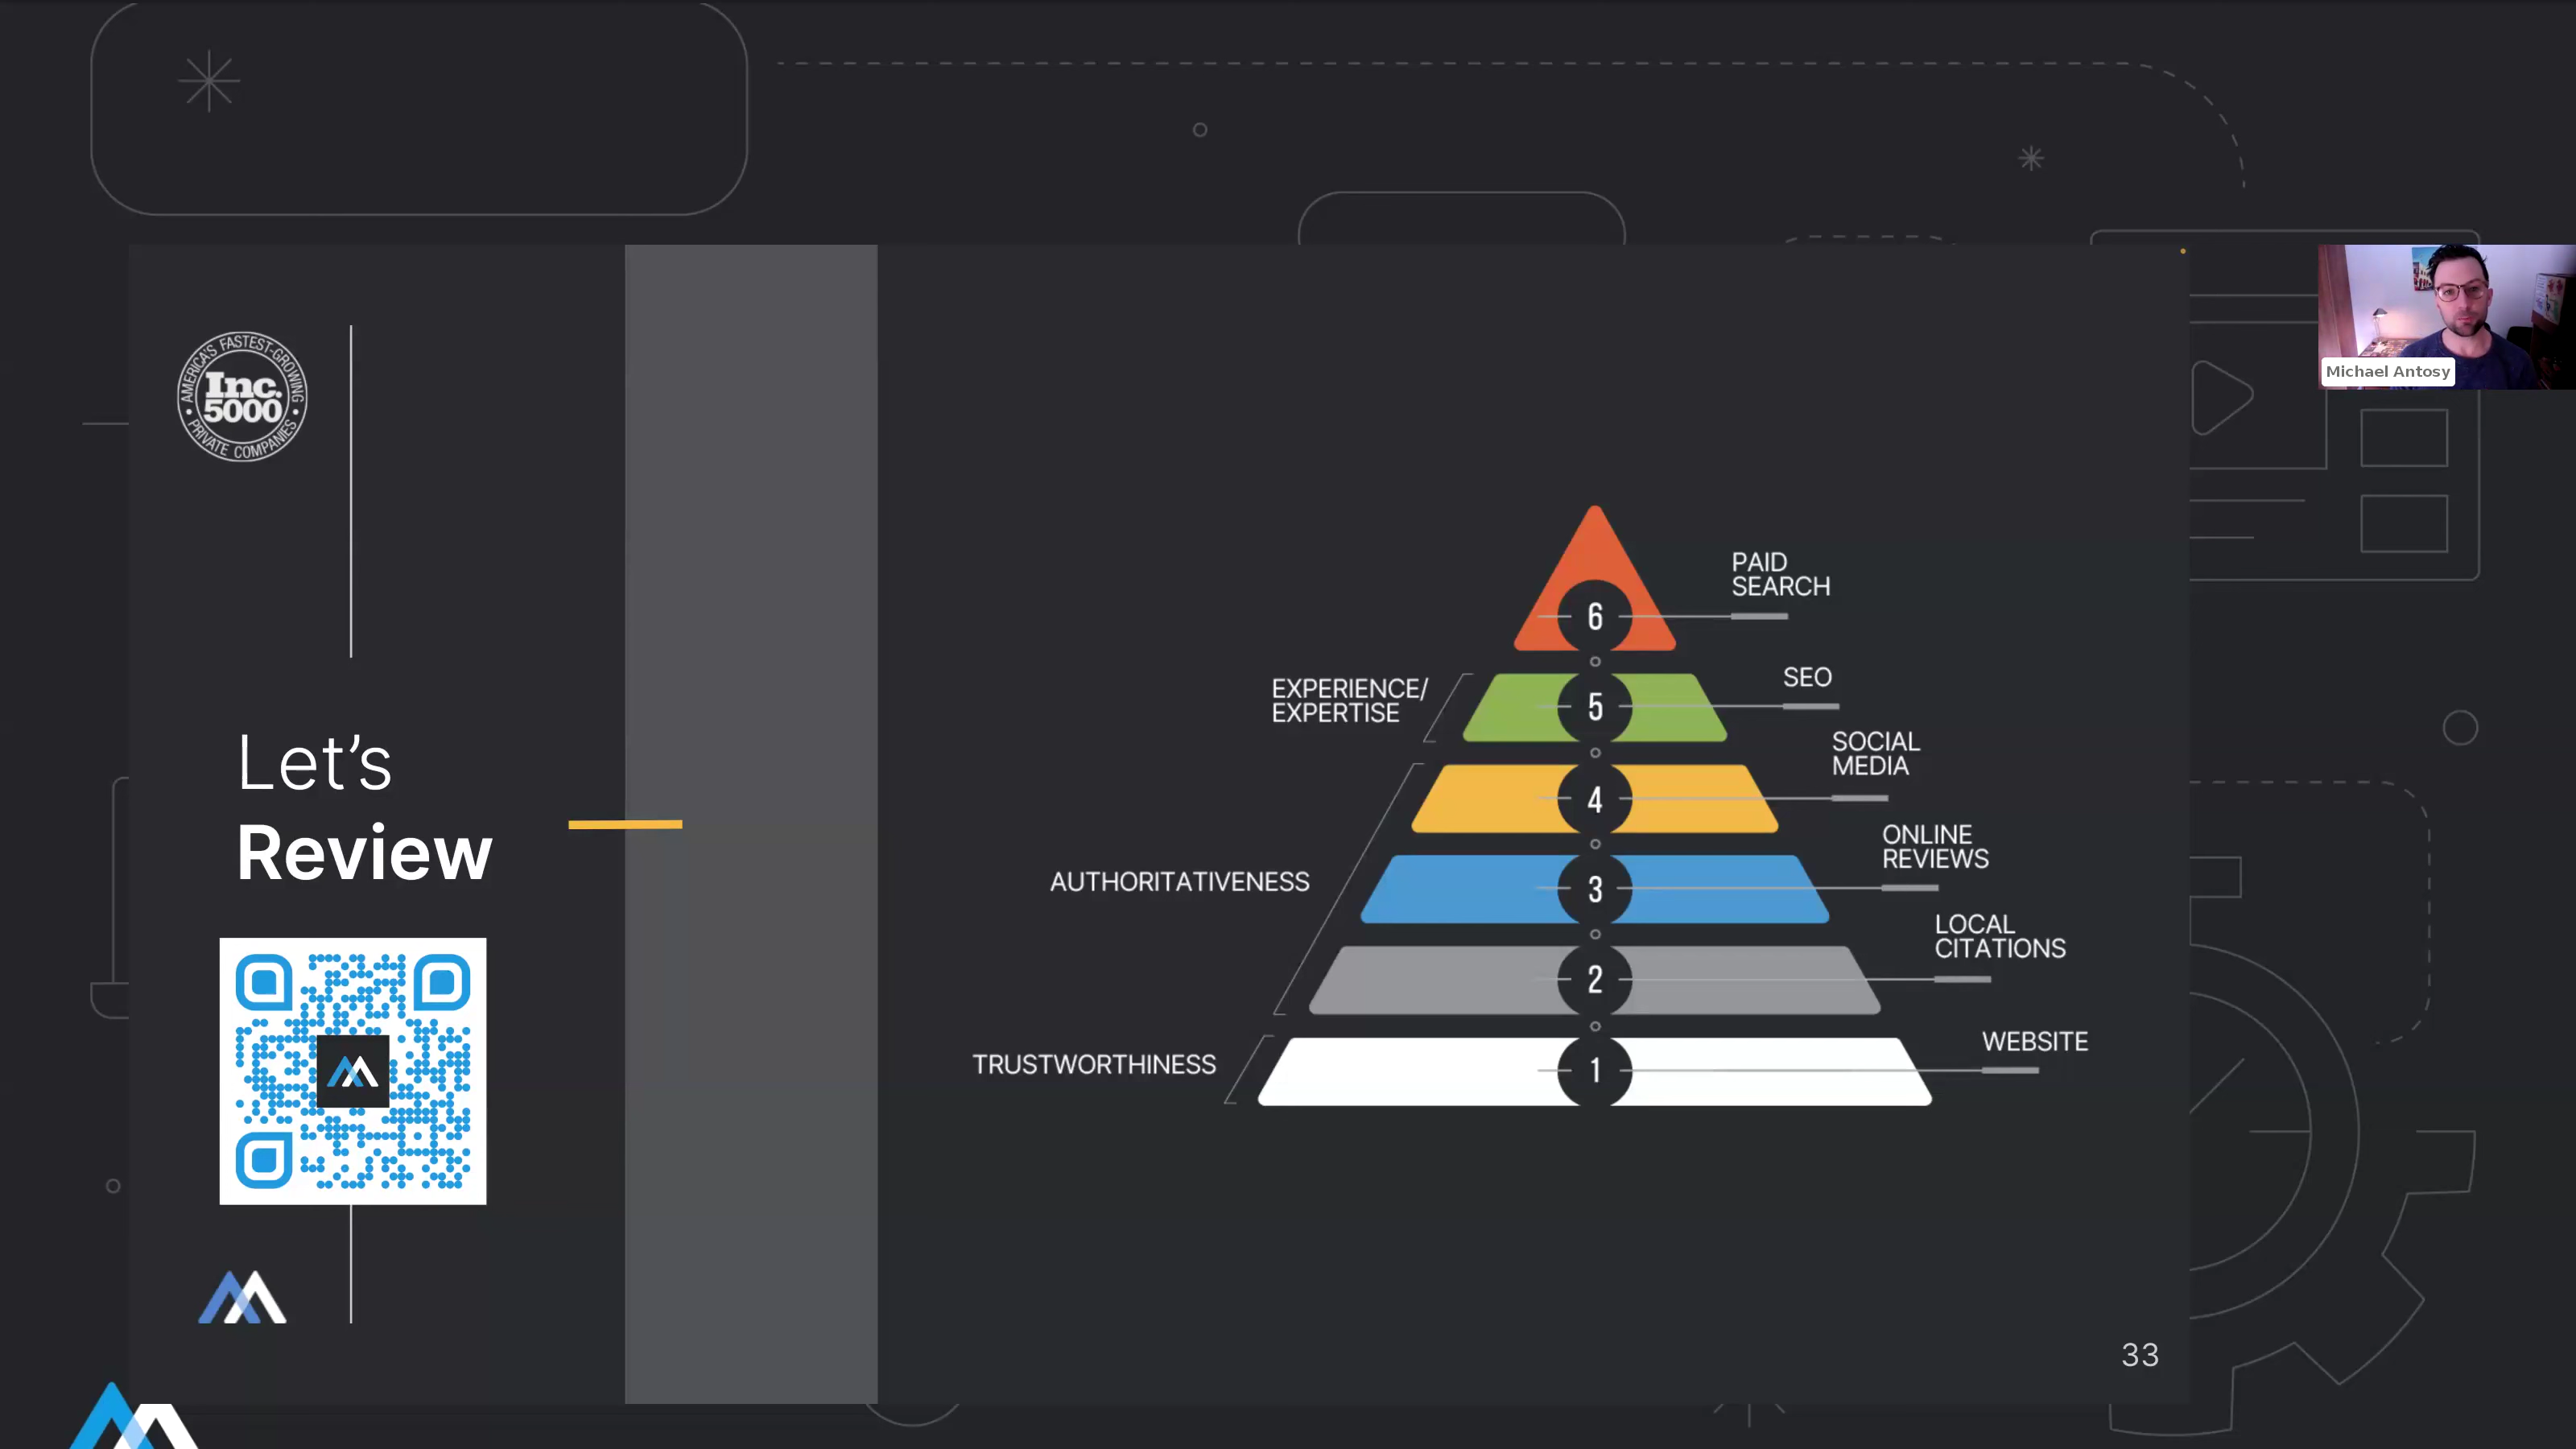 AMERICA'S FASTEST-GROWING
Inc.
5000
PRIVATE COMPANIES
Let's
Review
PAID
SEARCH
6
EXPERIENCE/
EXPERTISE
SEO
5
SOCIAL
MEDIA
4
AUTHORITATIVENESS
ONLINE
REVIEWS
3
LOCAL
CITATIONS
2
TRUSTWORTHINESS
WEBSITE
1
33
Michael Antosy